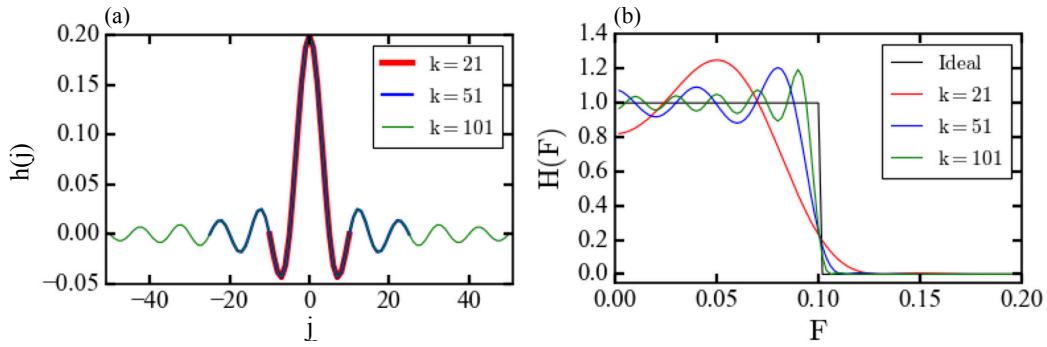 (a)
0.20
0.15
0.10
0.05
0.00
−0.05
h(j)
−40
−20
0
20
40
j
k = 21
k = 51
k = 101
(b)
1.4
1.2
1.0
0.8
0.6
0.4
0.2
0.0
H(F)
0.00
0.05
0.10
0.15
0.20
F
Ideal
k = 21
k = 51
k = 101